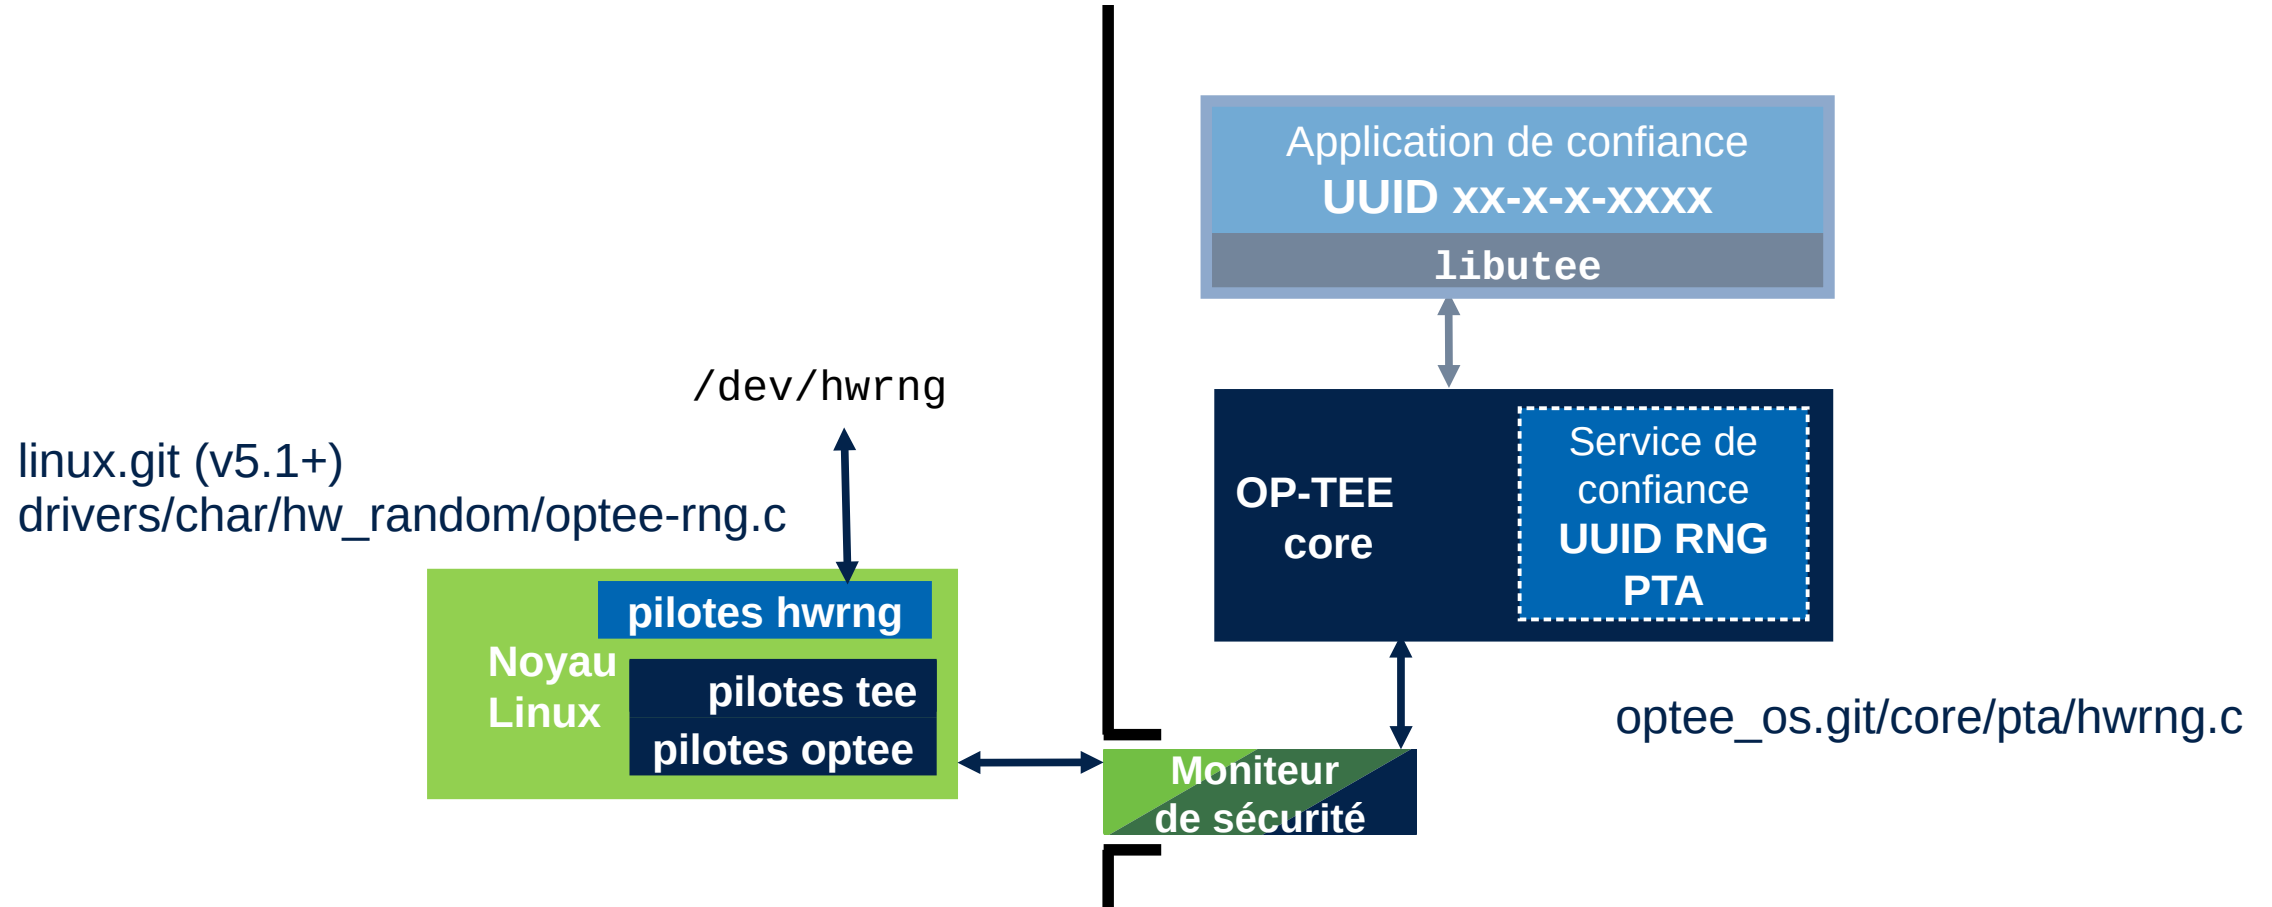 Application de confiance
UUID xx-x-x-xxxx
libutee
/dev/hwrng
linux.git (v5.1+)
drivers/char/hw_random/optee-rng.c
Service de
confiance
UUID RNG
PTA
OP-TEE
core
pilotes hwrng
Noyau
Linux
pilotes tee
pilotes optee
optee_os.git/core/pta/hwrng.c
Moniteur
de sécurité